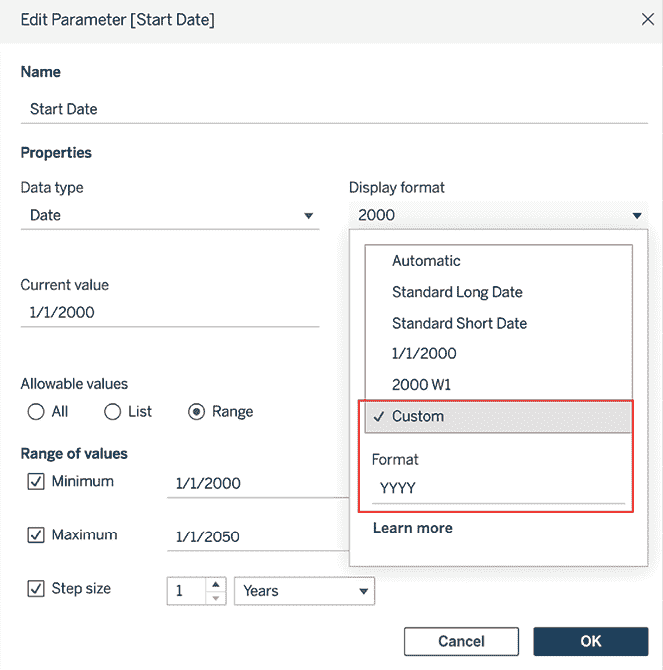 Edit Parameter [Start Date]
Name
Start Date
Properties
Data type
Display format
Date
2000
Automatic
Standard Long Date
Standard Short Date
1/1/2000
2000 W1
Custom
Format
YYYY
Learn more
Current value
1/1/2000
Allowable values
All List Range
Range of values
Minimum 1/1/2000
Maximum 1/1/2050
Step size 1 Years
Cancel OK